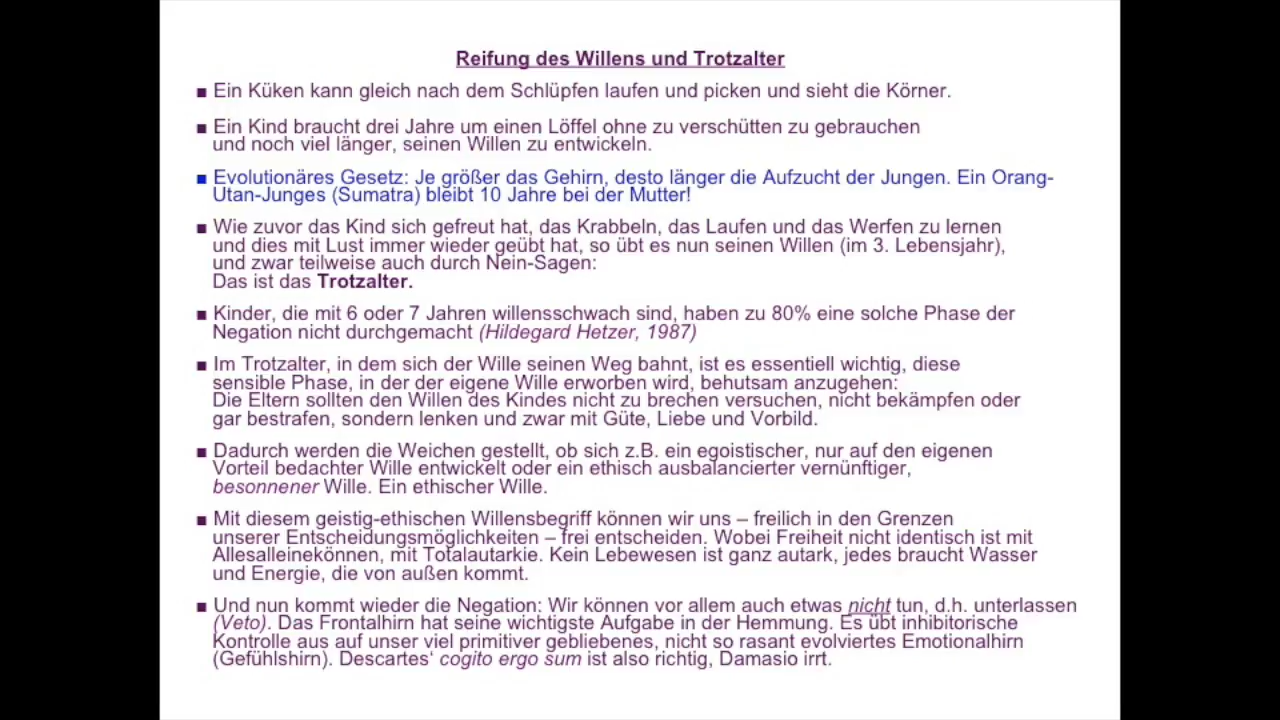 Reifung des Willens und Trotzalter
■ Ein Küken kann gleich nach dem Schlüpfen laufen und picken und sieht die Körner.
■ Ein Kind braucht drei Jahre um einen Löffel ohne zu verschütten zu gebrauchen
und noch viel länger, seinen Willen zu entwickeln.
■ Evolutionäres Gesetz: Je größer das Gehirn, desto länger die Aufzucht der Jungen. Ein Orang-
Utan-Junges (Sumatra) bleibt 10 Jahre bei der Mutter!
■ Wie zuvor das Kind sich gefreut hat, das Krabbeln, das Laufen und das Werfen zu lernen
und dies mit Lust immer wieder geübt hat, so übt es nun seinen Willen (im 3. Lebensjahr),
und zwar teilweise auch durch Nein-Sagen:
Das ist das Trotzalter.
■ Kinder, die mit 6 oder 7 Jahren willensschwach sind, haben zu 80% eine solche Phase der
Negation nicht durchgemacht (Hildegard Hetzer, 1987)
■ Im Trotzalter, in dem sich der Wille seinen Weg bahnt, ist es essentiell wichtig, diese
sensible Phase, in der der eigene Wille erworben wird, behutsam anzugehen:
Die Eltern sollten den Willen des Kindes nicht zu brechen versuchen, nicht bekämpfen oder
gar bestrafen, sondern lenken und zwar mit Güte, Liebe und Vorbild.
■ Dadurch werden die Weichen gestellt, ob sich z.B. ein egoistischer, nur auf den eigenen
Vorteil bedachter Wille entwickelt oder ein ethisch ausbalancierter vernünftiger,
besonnener Wille. Ein ethischer Wille.
■ Mit diesem geistig-ethischen Willensbegriff können wir uns – freilich in den Grenzen
unserer Entscheidungsmöglichkeiten – frei entscheiden. Wobei Freiheit nicht identisch ist mit
Allesalleinekönnen, mit Totalautarkie. Kein Lebewesen ist ganz autark, jedes braucht Wasser
und Energie, die von außen kommt.
■ Und nun kommt wieder die Negation: Wir können vor allem auch etwas nicht tun, d.h. unterlassen
(Veto). Das Frontalhirn hat seine wichtigste Aufgabe in der Hemmung. Es übt inhibitorische
Kontrolle aus auf unser viel primitiver gebliebenes, nicht so rasant evolviertes Emotionalhirn
(Gefühlshirn). Descartes‘ cogito ergo sum ist also richtig, Damasio irrt.